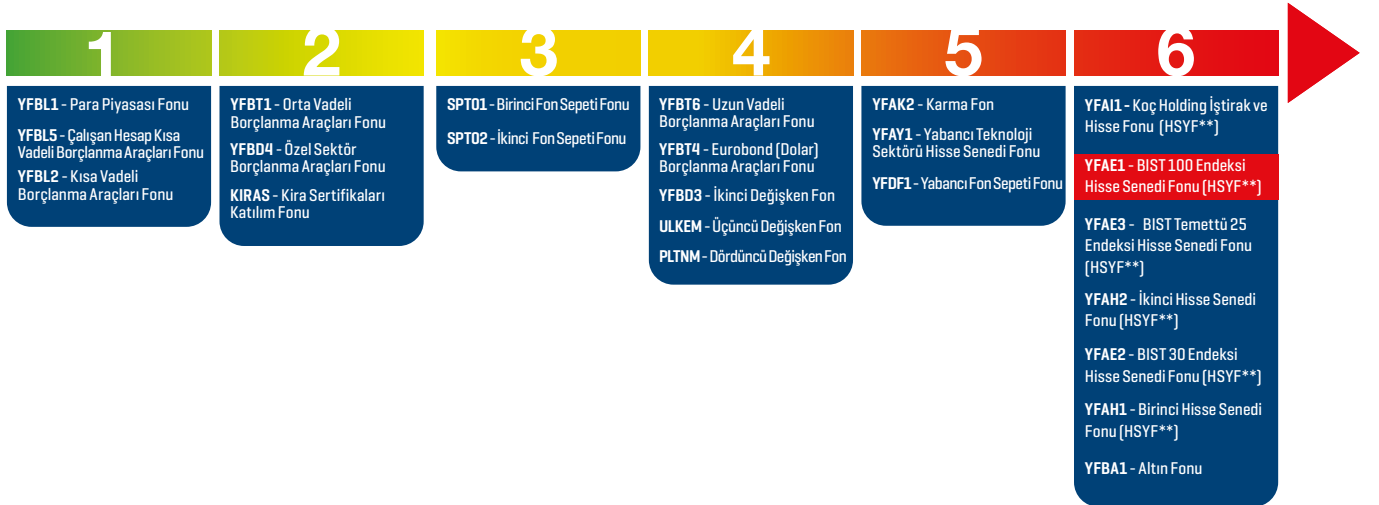 1
YFBL1 - Para Piyasası Fonu
YFBL5 - Çalışan Hesap Kısa
Vadeli Borçlanma Araçları Fonu
YFBL2 - Kısa Vadeli
Borçlanma Araçları Fonu
2
YFBT1 - Orta Vadeli
Borçlanma Araçları Fonu
YFBD4 - Özel Sektör
Borçlanma Araçları Fonu
KIRAS - Kira Sertifikaları
Katılım Fonu
3
SPT01 - Birinci Fon Sepeti Fonu
SPT02 - İkinci Fon Sepeti Fonu
4
YFBT6 - Uzun Vadeli
Borçlanma Araçları Fonu
YFBT4 - Eurobond (Dolar)
Borçlanma Araçları Fonu
YFBD3 - İkinci Değişken Fon
ULKEM - Üçüncü Değişken Fon
PLTNM - Dördüncü Değişken Fon
5
YFAK2 - Karma Fon
YFAY1 - Yabancı Teknoloji
Sektörü Hisse Senedi Fonu
YFDF1 - Yabancı Fon Sepeti Fonu
6
YFAI1 - Koç Holding İştirak ve
Hisse Fonu (HSYF**)
YFAE1 - BIST 100 Endeksi
Hisse Senedi Fonu (HSYF**)
YFAE3 - BIST Temettü 25
Endeksi Hisse Senedi Fonu
(HSYF**)
YFAH2 - İkinci Hisse Senedi
Fonu (HSYF**)
YFAE2 - BIST 30 Endeksi
Hisse Senedi Fonu (HSYF**)
YFAH1 - Birinci Hisse Senedi
Fonu (HSYF**)
YFBA1 - Altın Fonu